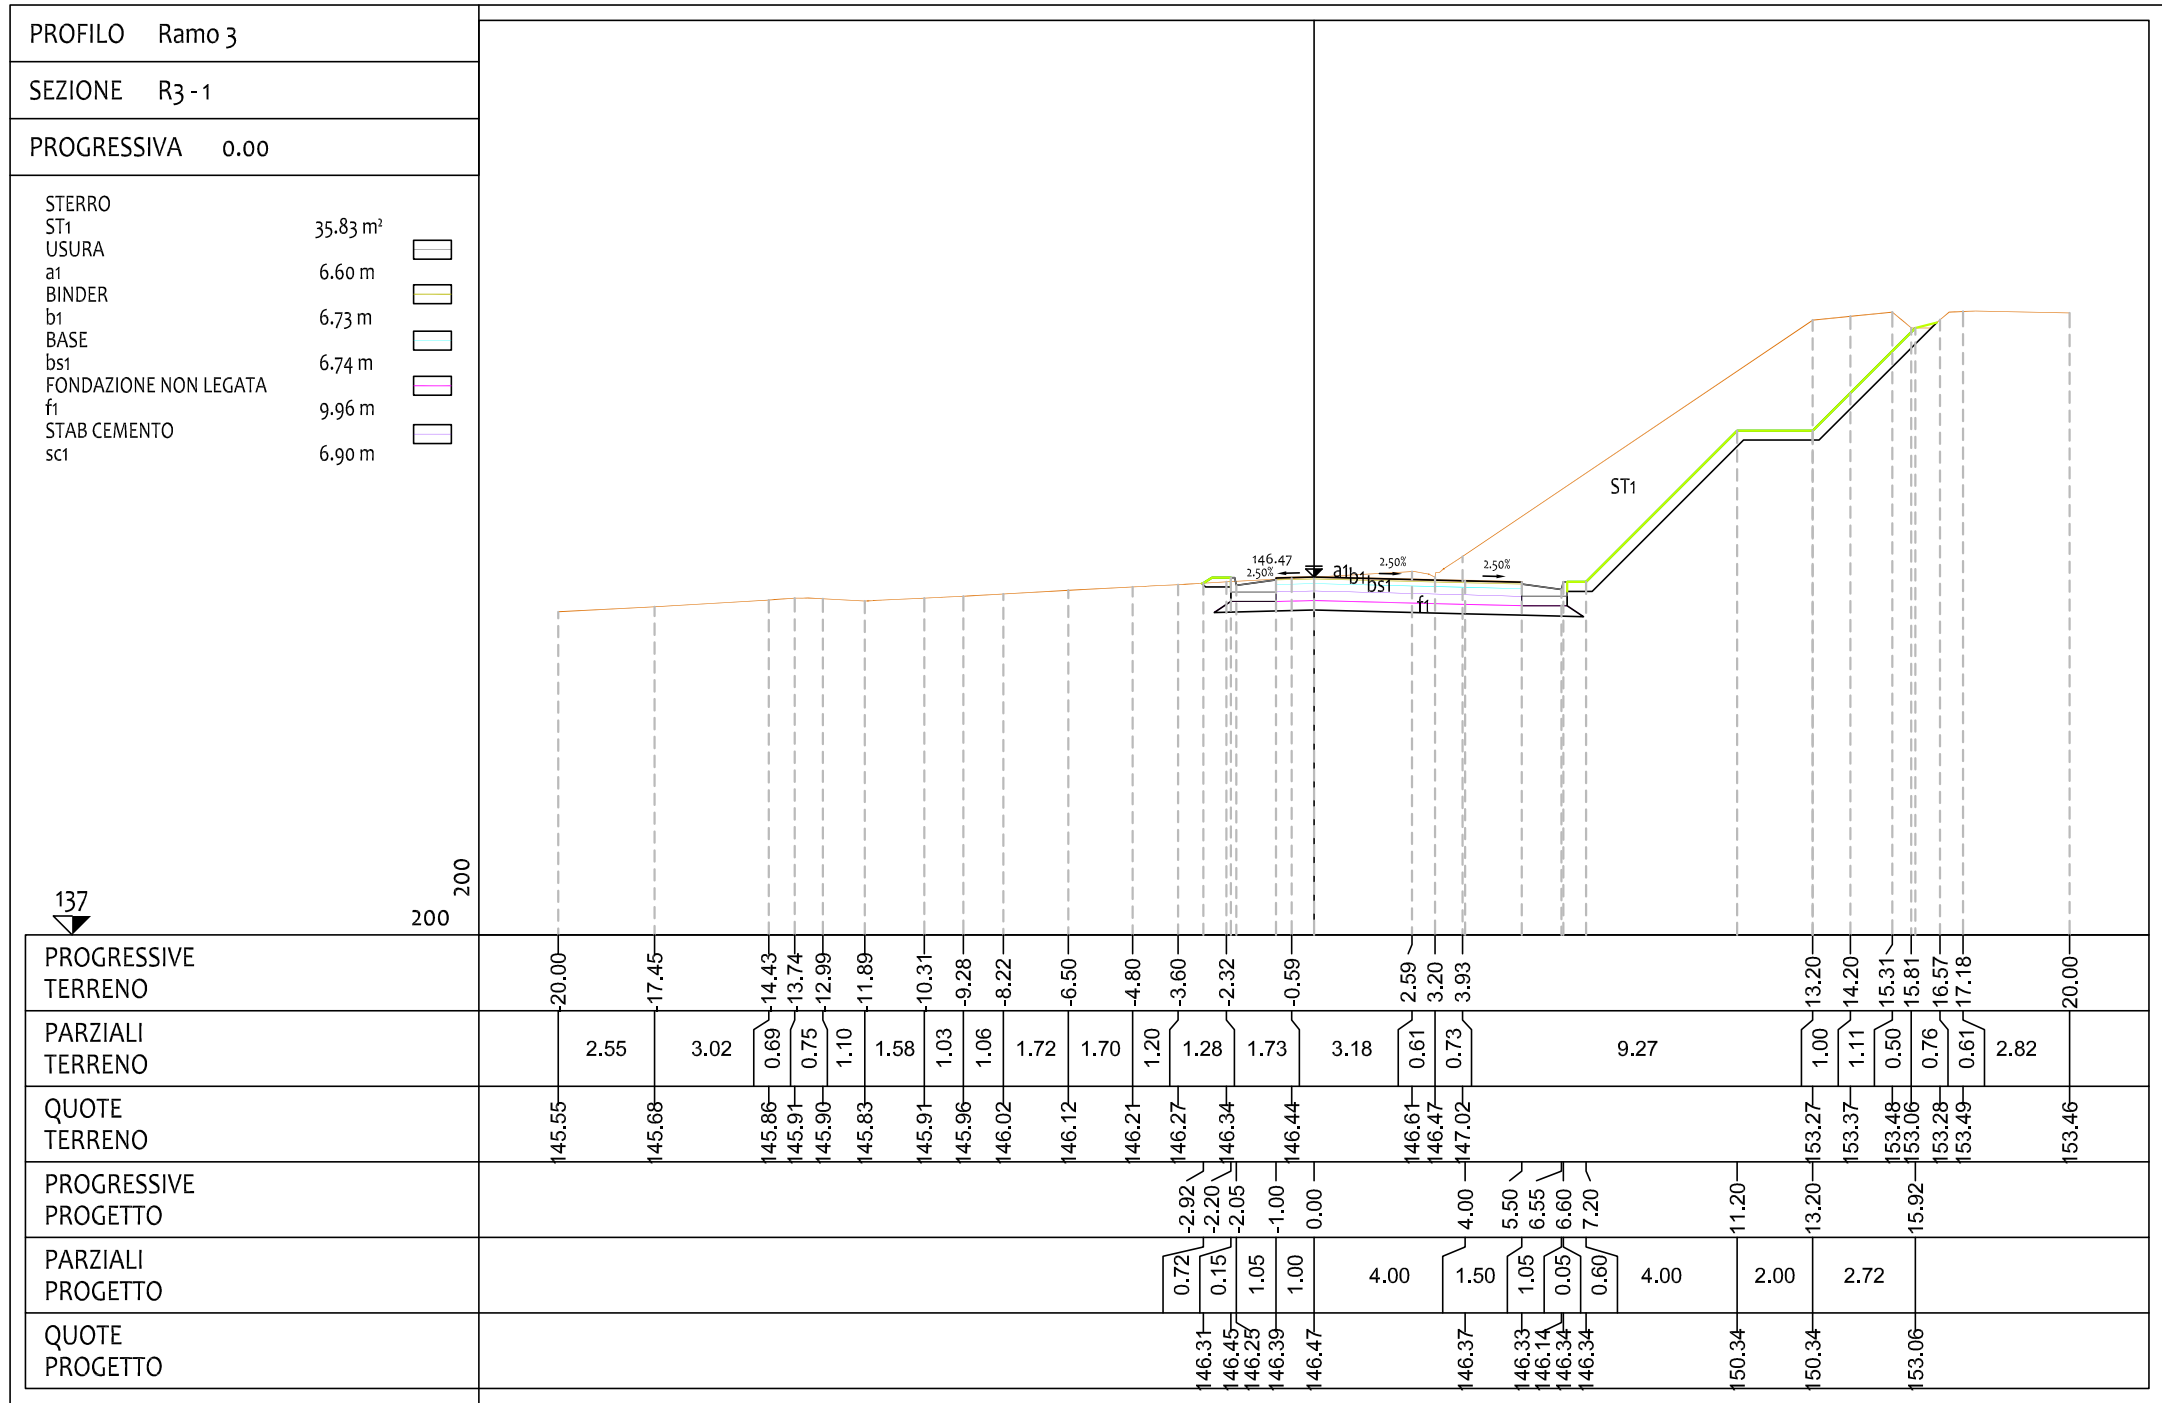 PROFILO Ramo 3
SEZIONE R3 - 1
PROGRESSIVA 0.00
STERRO
ST1 35.83 m²
USURA
a1 6.60 m
BINDER
b1 6.73 m
BASE
bs1 6.74 m
FONDAZIONE NON LEGATA
f1 9.96 m
STAB CEMENTO
sc1 6.90 m
ST1
146.47
2.50% 2.50% 2.50%
a1 b1 bs1
f1
200
137
200
PROGRESSIVE TERRENO
-20.00 -17.45 -14.43 -13.74 -12.99 -11.89 -10.31 -9.28 -8.22 -6.50 -4.80 -3.60 -2.32 -0.59 2.59 3.20 3.93 13.20 14.20 15.31 15.81 16.57 17.18 20.00
PARZIALI TERRENO
2.55 3.02 0.69 0.75 1.10 1.58 1.03 1.06 1.72 1.70 1.20 1.28 1.73 3.18 0.61 0.73 9.27 1.00 1.11 0.50 0.76 0.61 2.82
QUOTE TERRENO
145.55 145.68 145.86 145.91 145.90 145.83 145.91 145.96 146.02 146.12 146.21 146.27 146.34 146.44 146.61 146.47 147.02 153.27 153.37 153.48 153.06 153.28 153.49 153.46
PROGRESSIVE PROGETTO
-2.92 -2.20 -2.05 -1.00 0.00 4.00 5.50 6.55 6.60 7.20 11.20 13.20 15.92
PARZIALI PROGETTO
0.72 0.15 1.05 1.00 4.00 1.50 1.05 0.05 0.60 4.00 2.00 2.72
QUOTE PROGETTO
146.31 146.45 146.25 146.39 146.47 146.37 146.33 146.14 146.34 146.34 150.34 150.34 153.06